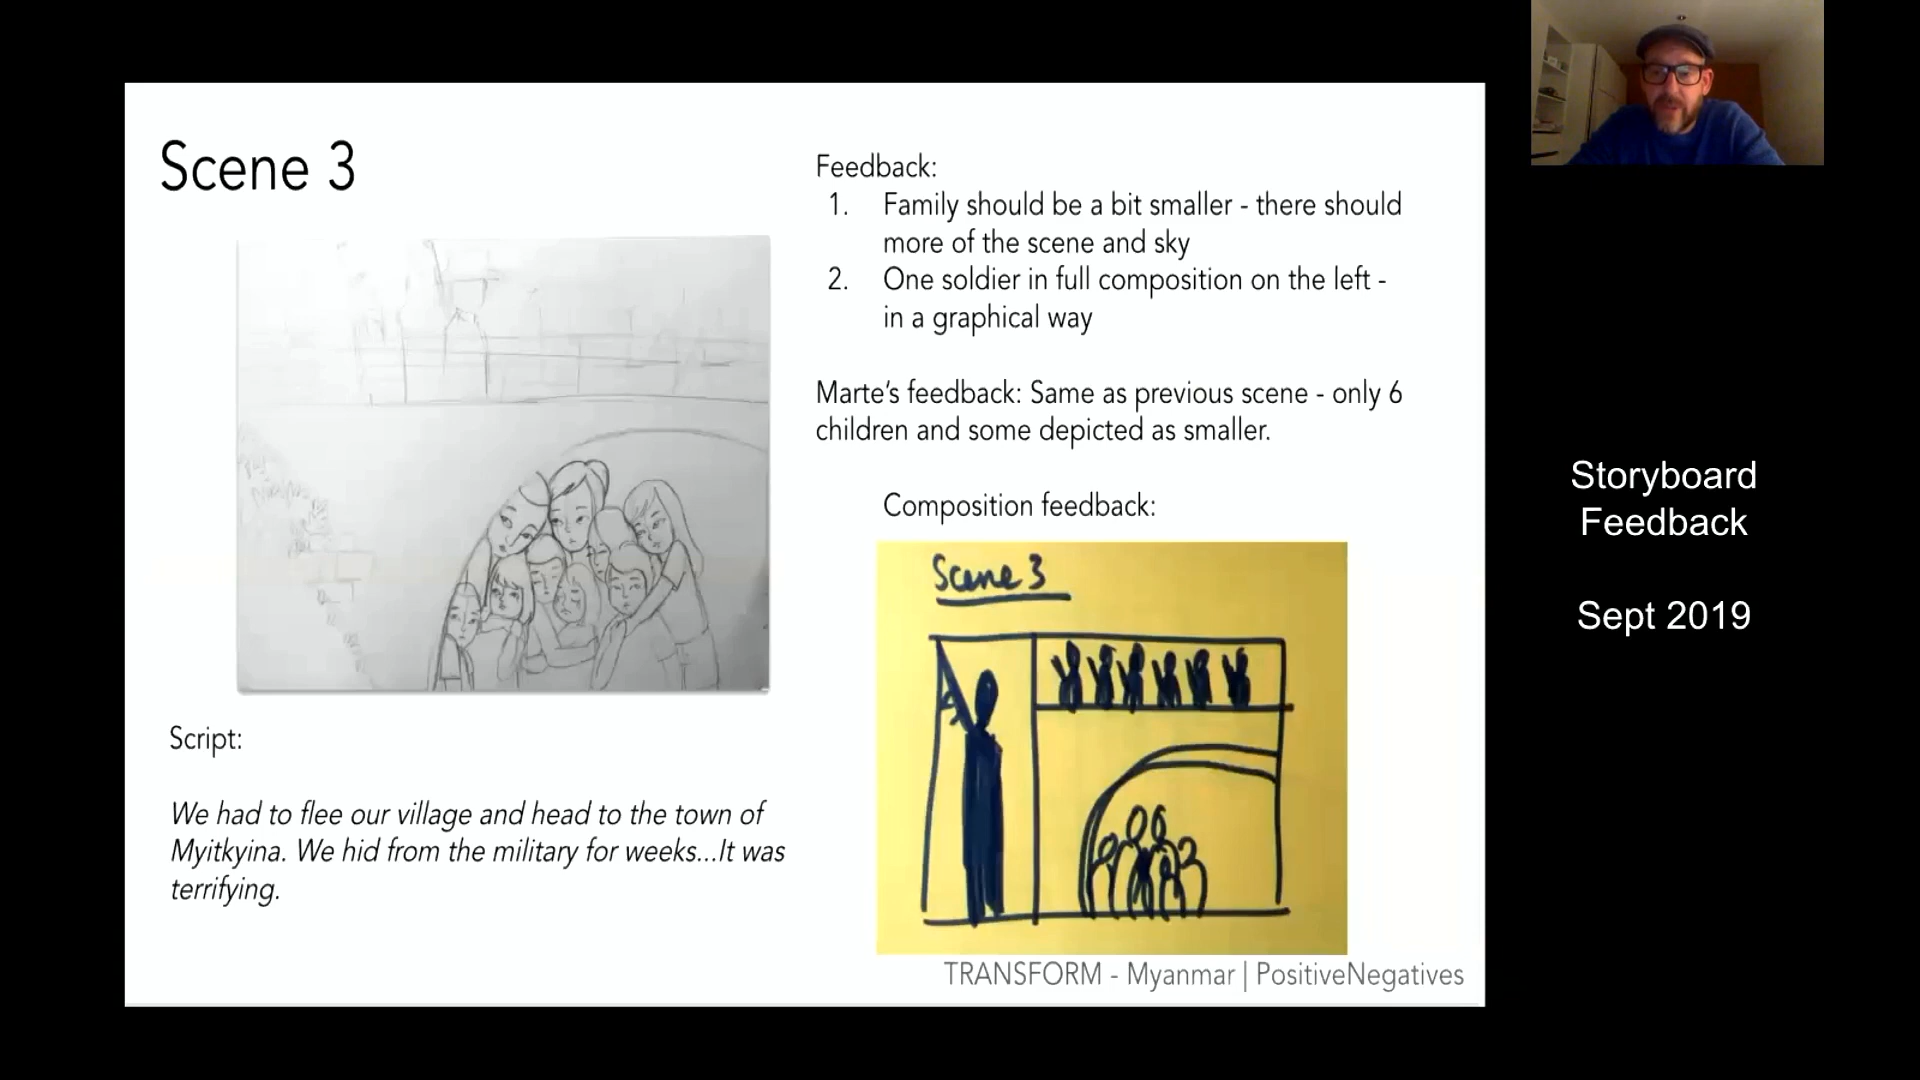 Scene 3
Script:
We had to flee our village and head to the town of
Myitkyina. We hid from the military for weeks...It was
terrifying.
Feedback:
1. Family should be a bit smaller - there should
more of the scene and sky
2. One soldier in full composition on the left -
in a graphical way
Marte's feedback: Same as previous scene - only 6
children and some depicted as smaller.
Composition feedback:
Scene 3
TRANSFORM - Myanmar | PositiveNegatives
Storyboard
Feedback
Sept 2019